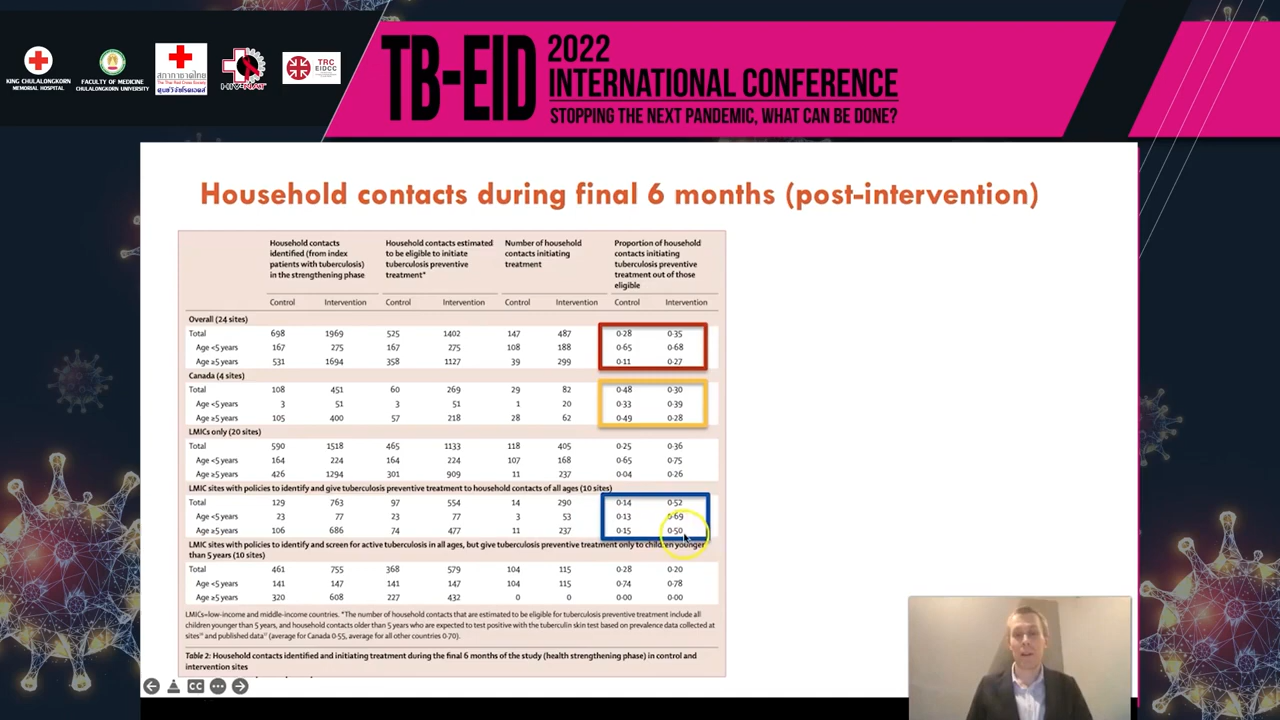 KING CHULALONGKORN
MEMORIAL HOSPITAL
FACULTY OF MEDICINE
CHULALONGKORN UNIVERSITY
สภากาชาดไทย
The Thai Red Cross Society
HIV-NAT
TRC
EIDCC
TB-EID
2022
INTERNATIONAL CONFERENCE
STOPPING THE NEXT PANDEMIC, WHAT CAN BE DONE?
Household contacts during final 6 months (post-intervention)
Household contacts identified (from index patients with tuberculosis) in the strengthening phase
Household contacts estimated to be eligible to initiate tuberculosis preventive treatment*
Number of household contacts initiating treatment
Proportion of household contacts initiating tuberculosis preventive treatment out of those eligible
Control Intervention Control Intervention Control Intervention Control Intervention
Overall (24 sites)
Total 698 1969 525 1402 147 487 0·28 0·35
Age <5 years 167 275 167 275 108 188 0·65 0·68
Age ≥5 years 531 1694 358 1127 39 299 0·11 0·27
Canada (4 sites)
Total 108 451 60 269 29 82 0·48 0·30
Age <5 years 3 51 3 51 1 20 0·33 0·39
Age ≥5 years 105 400 57 218 28 62 0·49 0·28
LMICs only (20 sites)
Total 590 1518 465 1133 118 405 0·25 0·36
Age <5 years 164 224 164 224 107 168 0·65 0·75
Age ≥5 years 426 1294 301 909 11 237 0·04 0·26
LMIC sites with policies to identify and give tuberculosis preventive treatment to household contacts of all ages (10 sites)
Total 129 763 97 554 14 290 0·14 0·52
Age <5 years 23 77 23 77 3 53 0·13 0·69
Age ≥5 years 106 686 74 477 11 237 0·15 0·50
LMIC sites with policies to identify and screen for active tuberculosis in all ages, but give tuberculosis preventive treatment only to children younger
than 5 years (10 sites)
Total 461 755 368 579 104 115 0·28 0·20
Age <5 years 141 147 141 147 104 115 0·74 0·78
Age ≥5 years 320 608 227 432 0 0 0·00 0·00
LMICs=low-income and middle-income countries. *The number of household contacts that are estimated to be eligible for tuberculosis preventive treatment include all
children younger than 5 years, and household contacts older than 5 years who are expected to test positive with the tuberculin skin test based on prevalence data collected at
sites and published data (average for Canada 0·55, average for all other countries 0·70).
Table 2: Household contacts identified and initiating treatment during the final 6 months of the study (health strengthening phase) in control and
intervention sites
CC